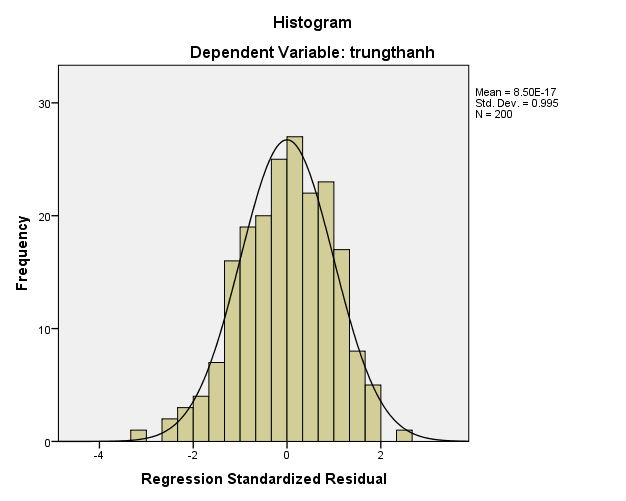 Histogram
Dependent Variable: trungthanh
Mean = 8.50E-17
Std. Dev. = 0.995
N = 200
Frequency
30
20
10
0
-4
-2
0
2
Regression Standardized Residual